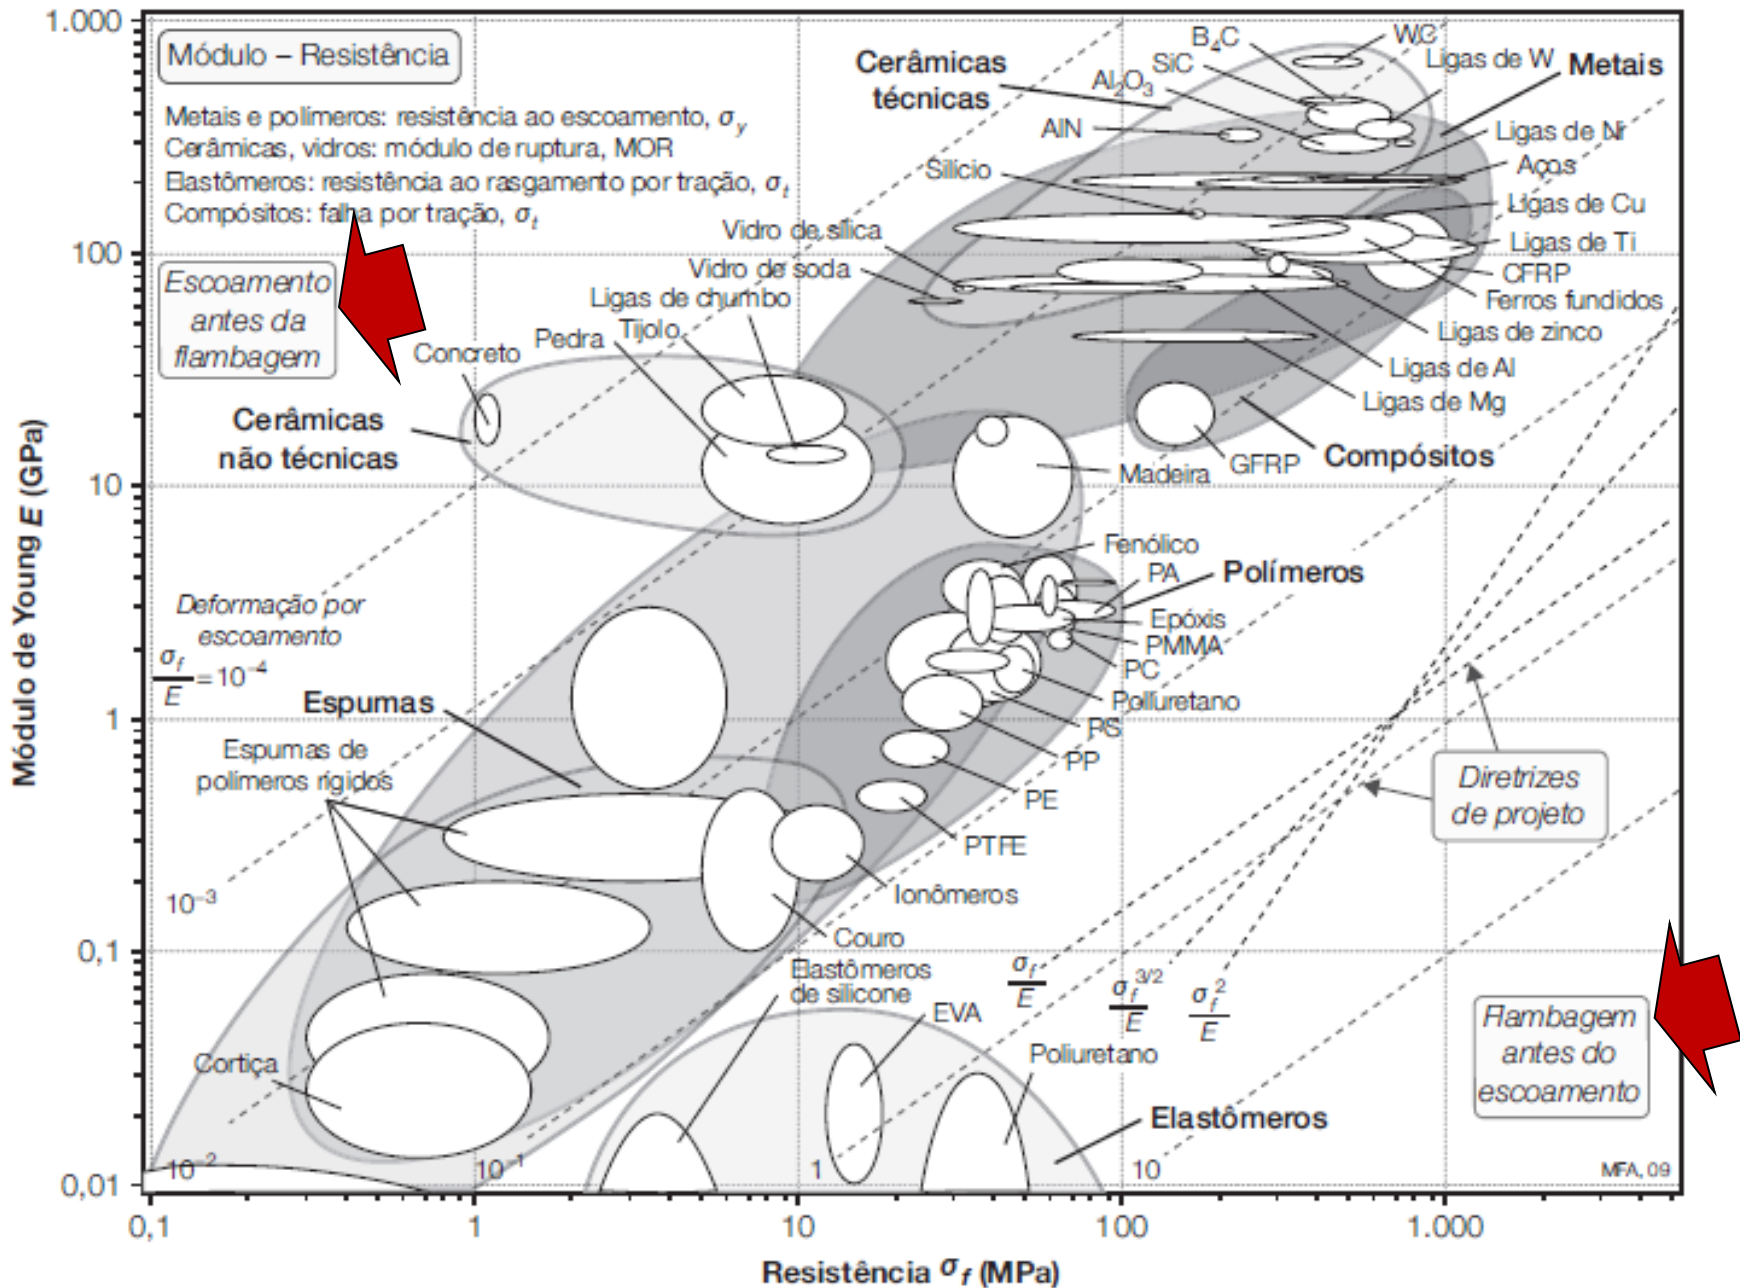 1.000
100
10
1
0,1
0,01
Módulo de Young E (GPa)
Módulo – Resistência
Metais e polímeros: resistência ao escoamento, σy
Cerâmicas, vidros: módulo de ruptura, MOR
Elastômeros: resistência ao rasgamento por tração, σt
Compósitos: falha por tração, σt
Escoamento
antes da
flambagem
Cerâmicas
técnicas
B4C
WC
SiC
Ligas de W
Metais
Al2O3
AlN
Ligas de Ni
Aços
Silício
Ligas de Cu
Vidro de sílica
Ligas de Ti
Vidro de soda
CFRP
Ligas de chumbo
Ferros fundidos
Tijolo
Ligas de zinco
Pedra
Concreto
Ligas de Al
Ligas de Mg
Cerâmicas
não técnicas
Compósitos
GFRP
Madeira
Fenólico
PA
Polímeros
Epóxis
PMMA
PC
Poliuretano
PS
PP
PE
PTFE
Ionômeros
Couro
Deformação por
escoamento
σf/E = 10⁻⁴
Espumas
Espumas de
polímeros rígidos
10⁻³
Diretrizes
de projeto
Elastômeros
de silicone
EVA
σf/E
σf^3/2/E
σf^2/E
Poliuretano
Flambagem
antes do
escoamento
Cortiça
Elastômeros
10⁻²
10⁻¹
1
10
MFA, 09
0,1
1
10
100
1.000
Resistência σf (MPa)